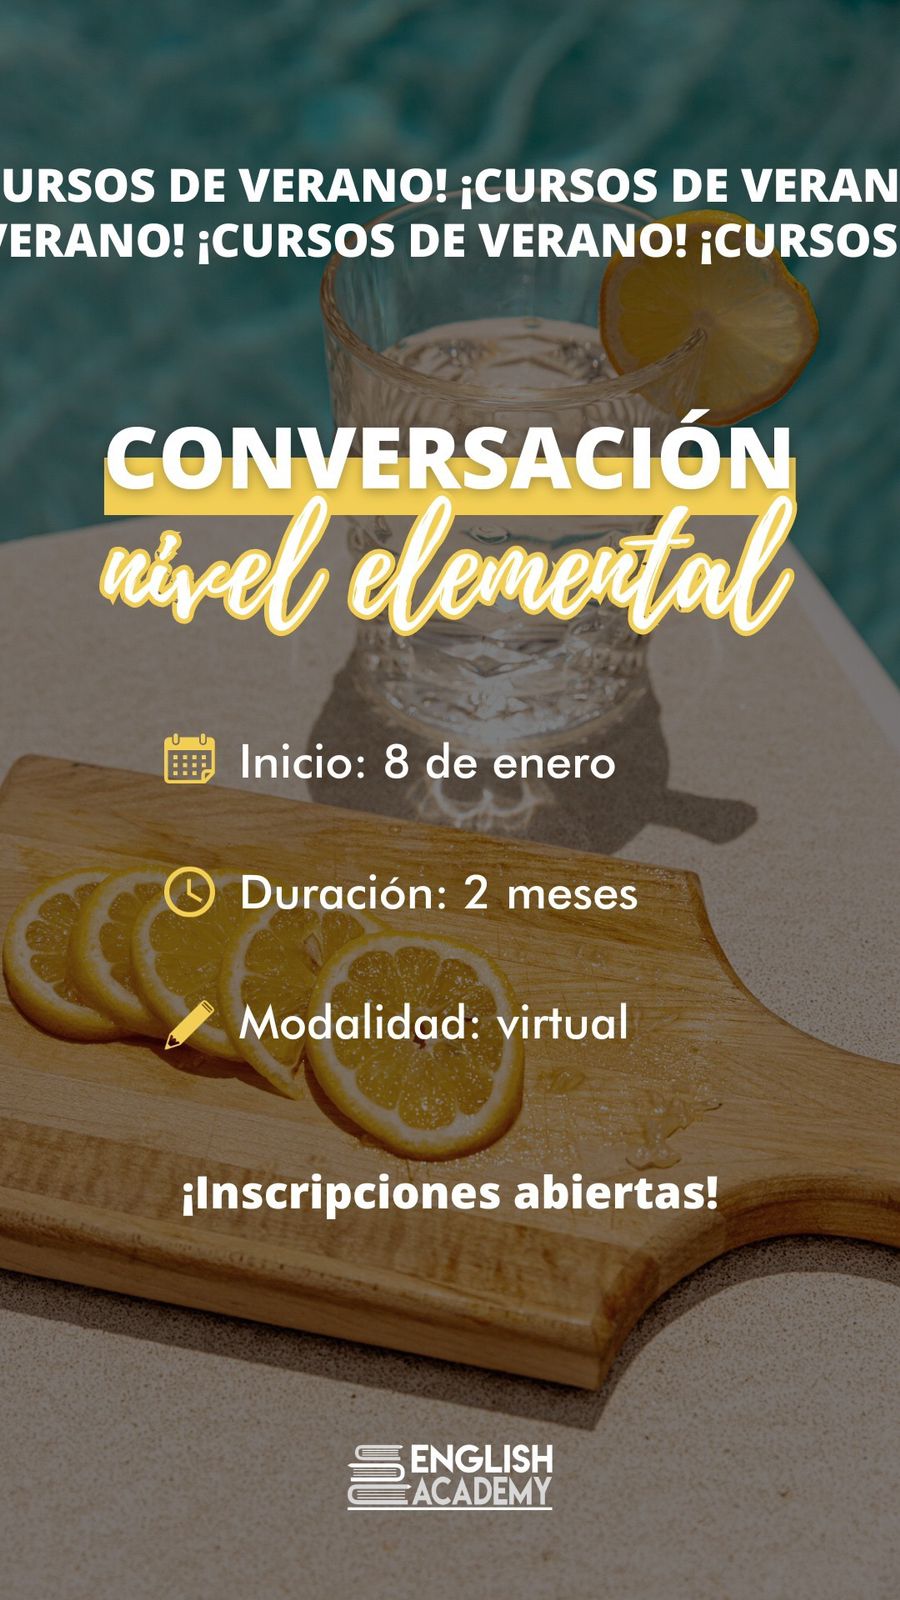 URSOS DE VERANO! ¡CURSOS DE VERAN
VERANO! ¡CURSOS DE VERANO! ¡CURSOS
CONVERSACIÓN
nivel elemental
Inicio: 8 de enero
Duración: 2 meses
Modalidad: virtual
¡Inscripciones abiertas!
ENGLISH
ACADEMY